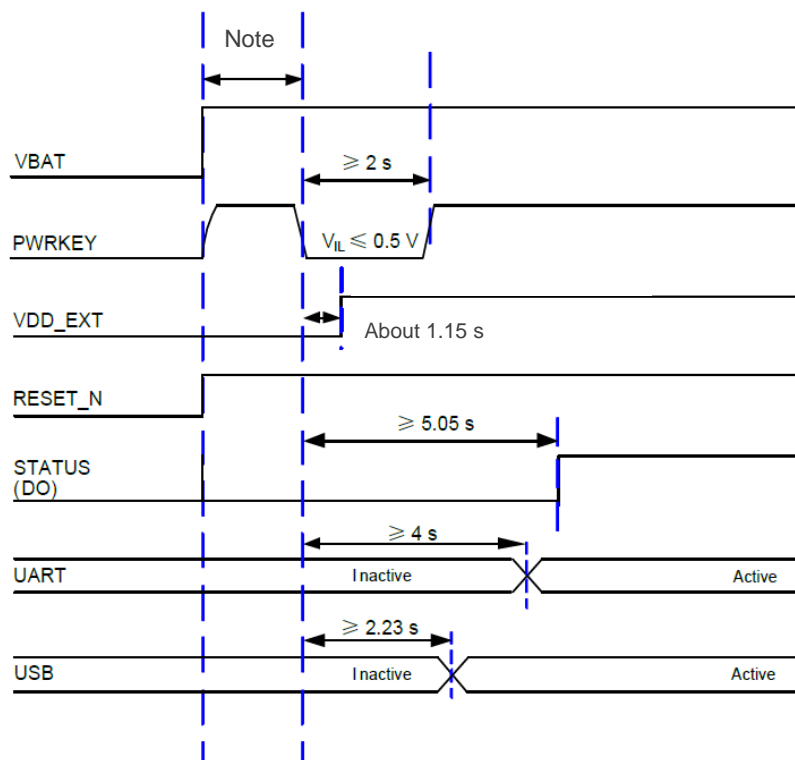 Note
VBAT
≥ 2 s
PWRKEY
V_IL ≤ 0.5 V
VDD_EXT
About 1.15 s
RESET_N
≥ 5.05 s
STATUS
(DO)
≥ 4 s
UART
Inactive
Active
≥ 2.23 s
USB
Inactive
Active